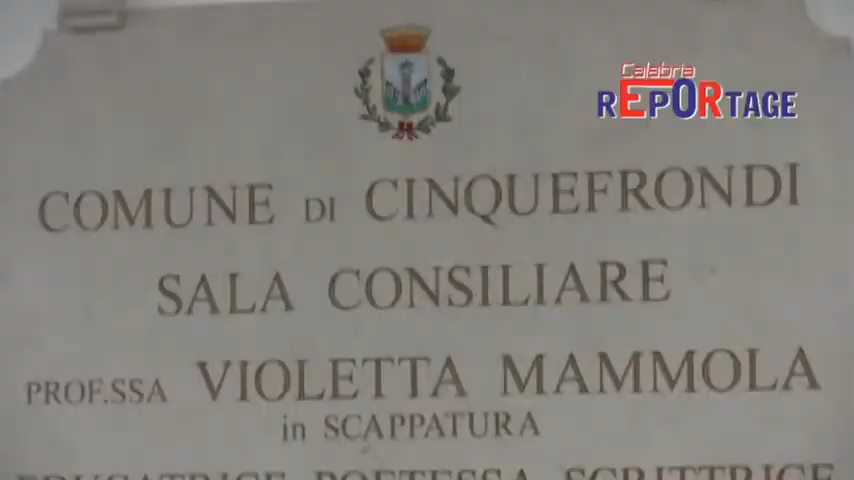 Calabria
REPORTAGE
COMUNE DI CINQUEFRONDI
SALA CONSILIARE
PROF.SSA VIOLETTA MAMMOLA
in SCAPPATURA
EDUCATRICE POETESSA SCRITTRICE